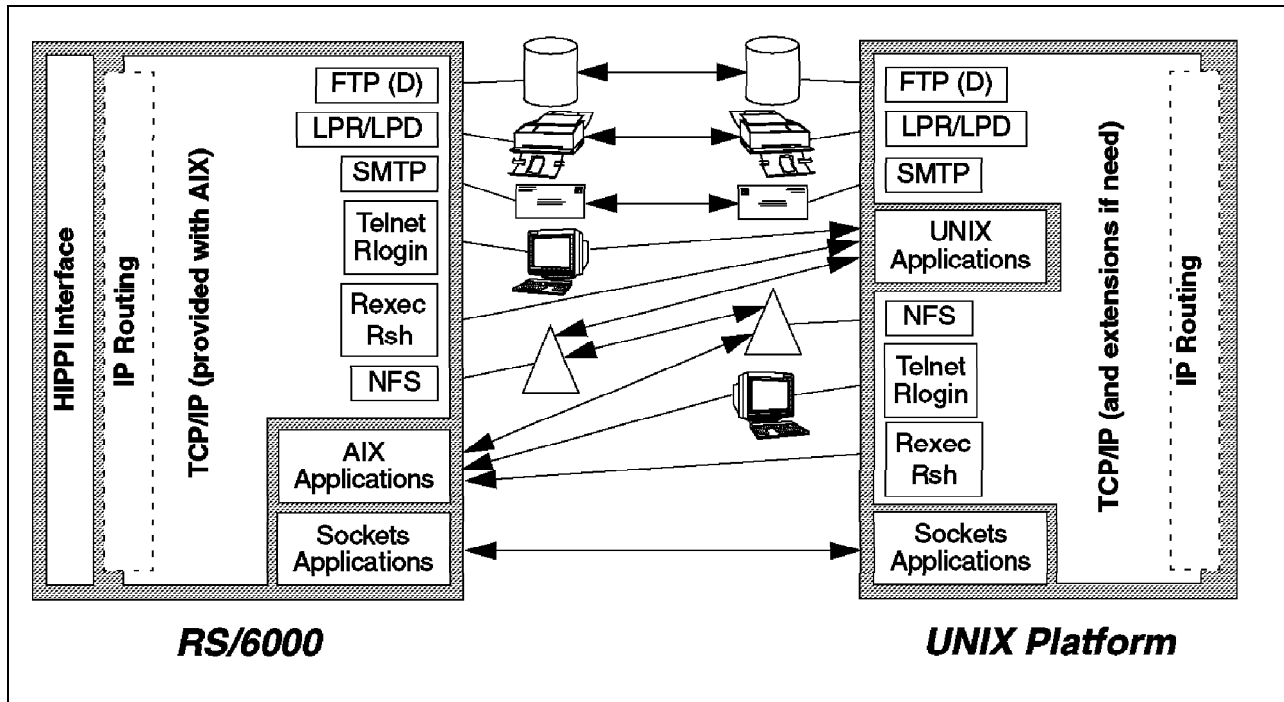 HIPPI Interface
IP Routing
TCP/IP (provided with AIX)
FTP (D)
LPR/LPD
SMTP
Telnet
Rlogin
Rexec
Rsh
NFS
AIX
Applications
Sockets
Applications
RS/6000
FTP (D)
LPR/LPD
SMTP
UNIX
Applications
NFS
Telnet
Rlogin
Rexec
Rsh
Sockets
Applications
TCP/IP (and extensions if need)
IP Routing
UNIX Platform